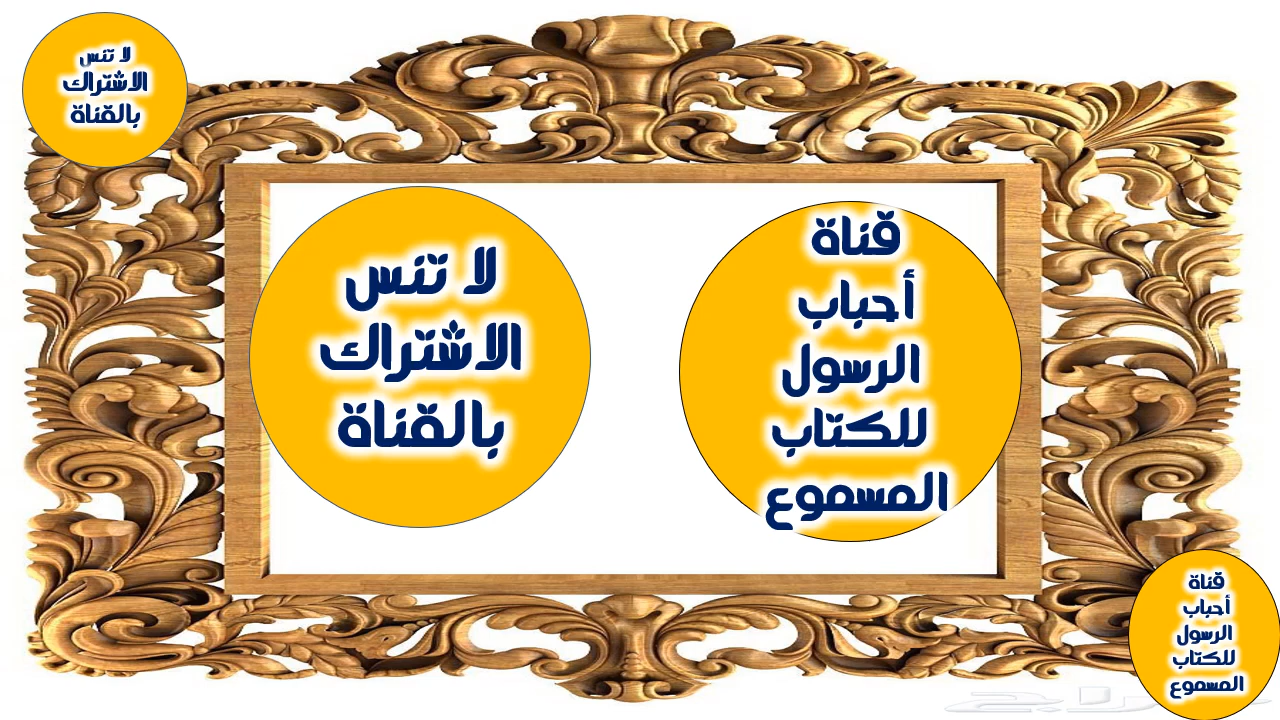 لا تنس
الاشتراك
بالقناة
قناة
أحباب
الرسول
للكتاب
المسموع
لا تنس
الاشتراك
بالقناة
قناة
أحباب
الرسول
للكتاب
المسموع